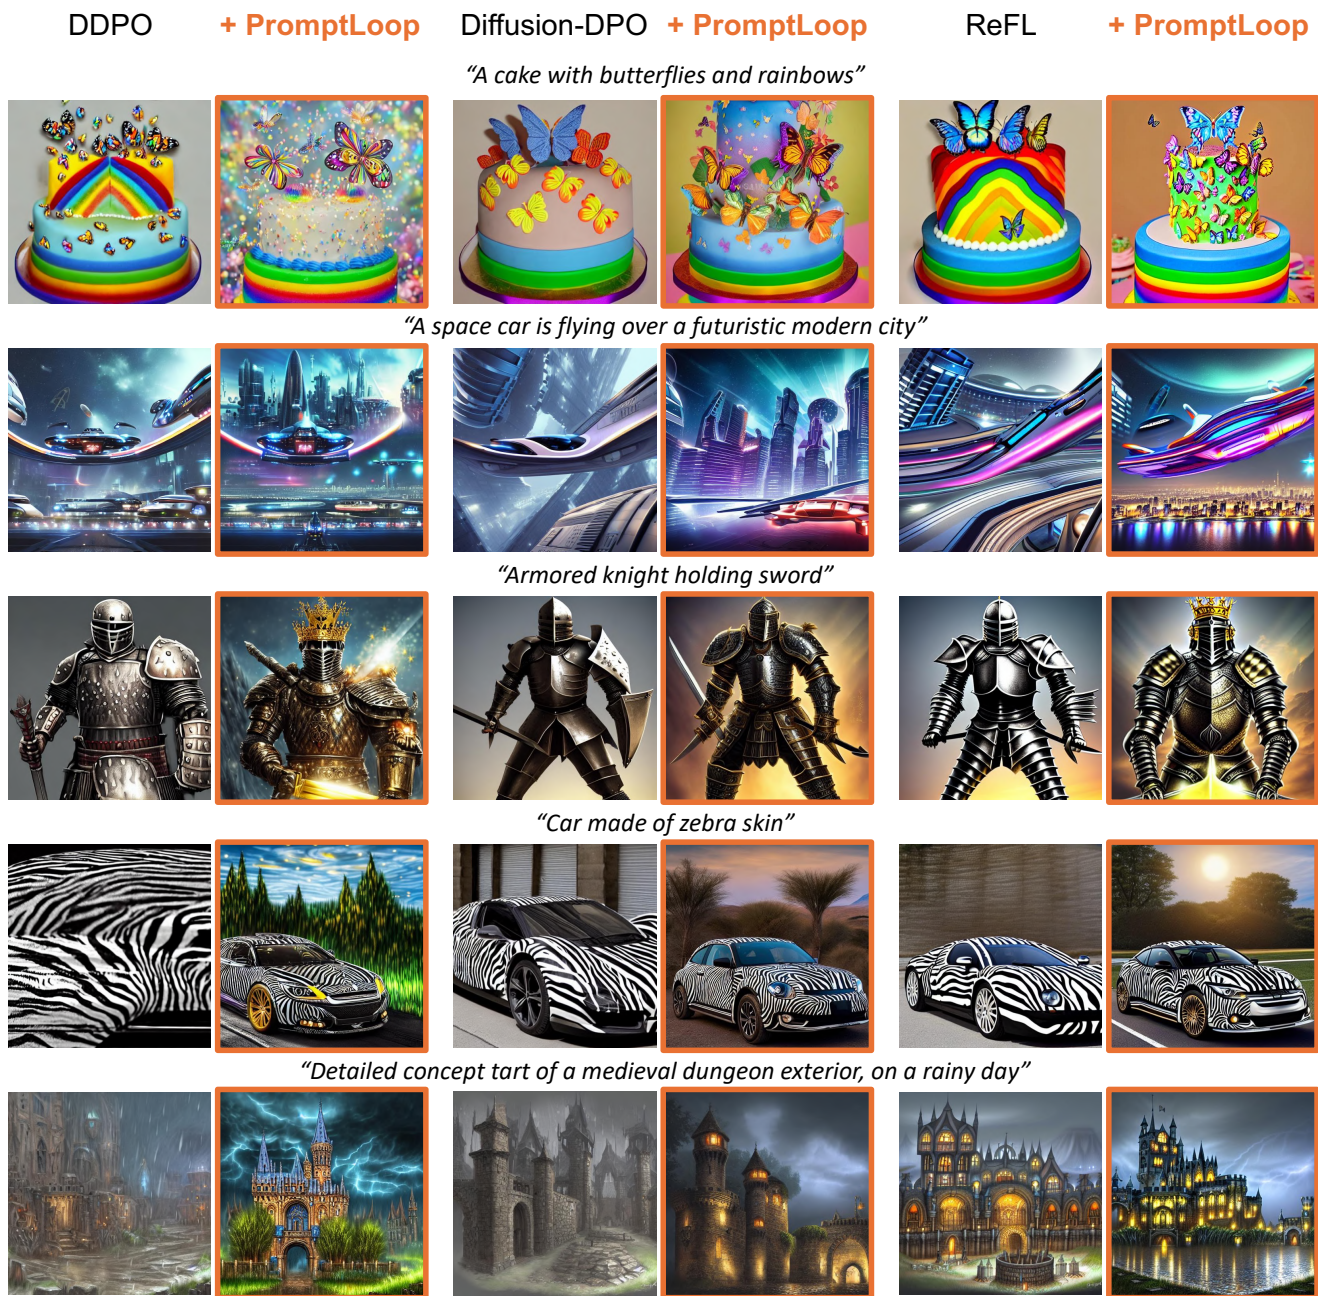 DDPO + PromptLoop Diffusion-DPO + PromptLoop ReFL + PromptLoop
“A cake with butterflies and rainbows”
“A space car is flying over a futuristic modern city”
“Armored knight holding sword”
“Car made of zebra skin”
“Detailed concept tart of a medieval dungeon exterior, on a rainy day”